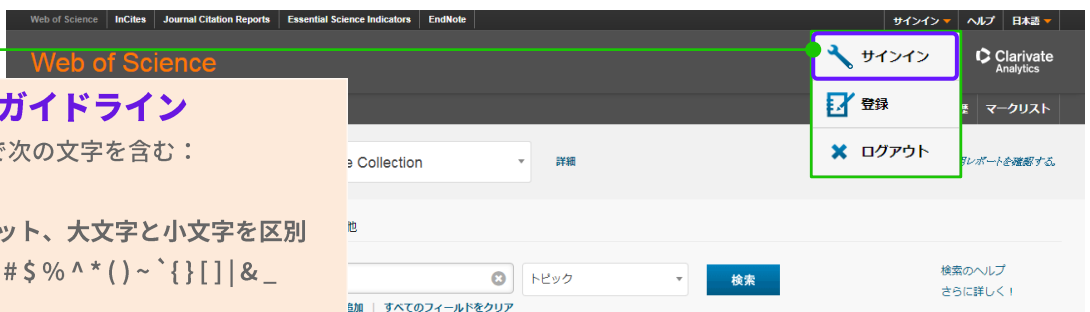 Web of Science InCites Journal Citation Reports Essential Science Indicators EndNote サインイン ヘルプ 日本語
Web of Science
サインイン
Clarivate
Analytics
ガイドライン
登録
マークリスト
で次の文字を含む：
e Collection
詳細
ログアウト
レポートを確認する。
ット、大文字と小文字を区別
他
# $ % ^ * ( ) ~ ` { } [ ] | & _
トピック
検索
検索のヘルプ
さらに詳しく！
追加 | すべてのフィールドをクリア